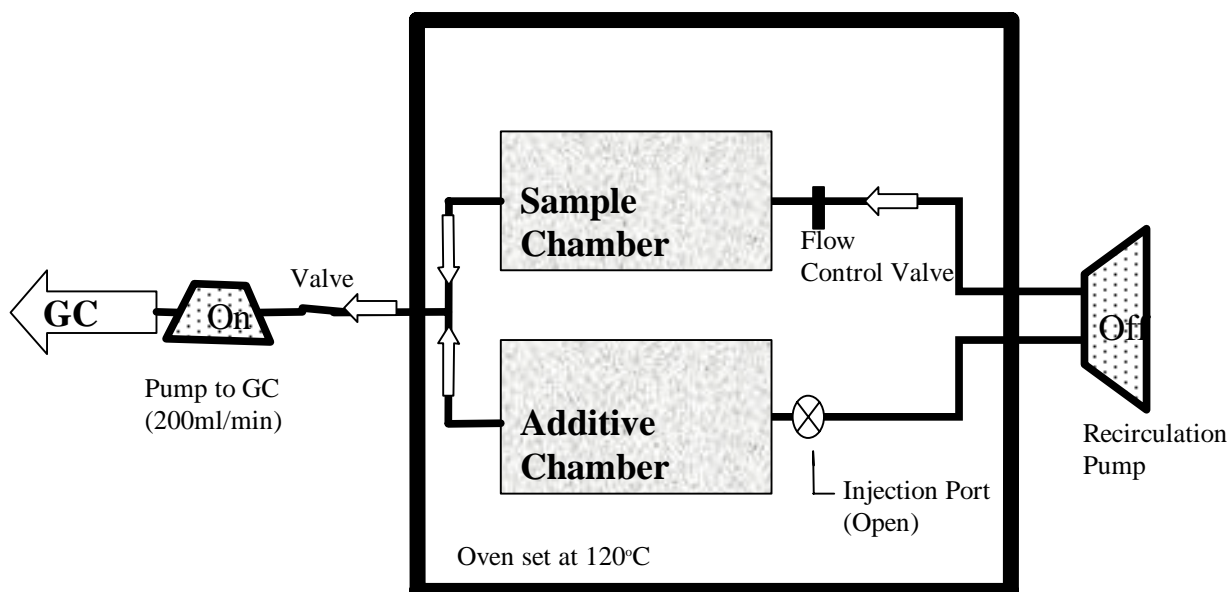 Sample
Chamber
Flow
Control Valve
Valve
GC
On
Off
Pump to GC
(200ml/min)
Additive
Chamber
Recirculation
Pump
Injection Port
(Open)
Oven set at 120°C